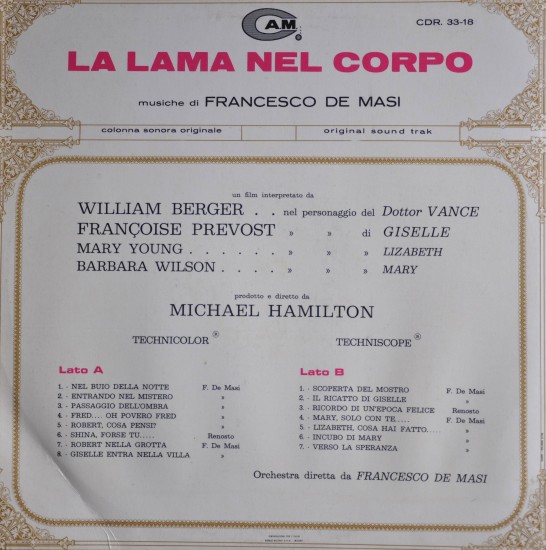 CAM
CDR. 33-18
LA LAMA NEL CORPO
musiche di FRANCESCO DE MASI
colonna sonora originale original sound trak
un film interpretato da
WILLIAM BERGER . . nel personaggio del Dottor VANCE
FRANÇOISE PREVOST » » di GISELLE
MARY YOUNG . . . . . . » » » LIZABETH
BARBARA WILSON . . . . » » » MARY
prodotto e diretto da
MICHAEL HAMILTON
TECHNICOLOR ® TECHNISCOPE ®
Lato A
1. - NEL BUIO DELLA NOTTE F. De Masi
2. - ENTRANDO NEL MISTERO »
3. - PASSAGGIO DELL'OMBRA »
4. - FRED.... OH POVERO FRED »
5. - ROBERT, COSA PENSI? »
6. - SHINA, FORSE TU..... Renosto
7. - ROBERT NELLA GROTTA F. De Masi
8. - GISELLE ENTRA NELLA VILLA »
Lato B
1. - SCOPERTA DEL MOSTRO F. De Masi
2. - IL RICATTO DI GISELLE »
3. - RICORDO DI UN'EPOCA FELICE Renosto
4. - MARY, SOLO CON TE..... F. De Masi
5. - LIZABETH, COSA HAI FATTO.... »
6. - INCUBO DI MARY »
7. - VERSO LA SPERANZA »
Orchestra diretta da FRANCESCO DE MASI